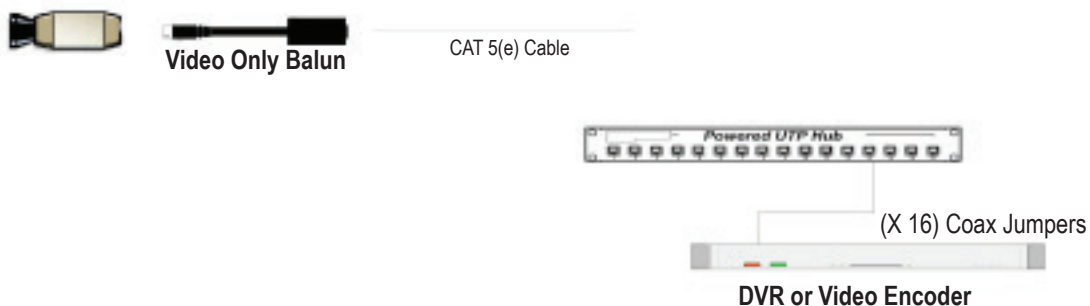 Video Only Balun
CAT 5(e) Cable
Powered UTP Hub
(X 16) Coax Jumpers
DVR or Video Encoder